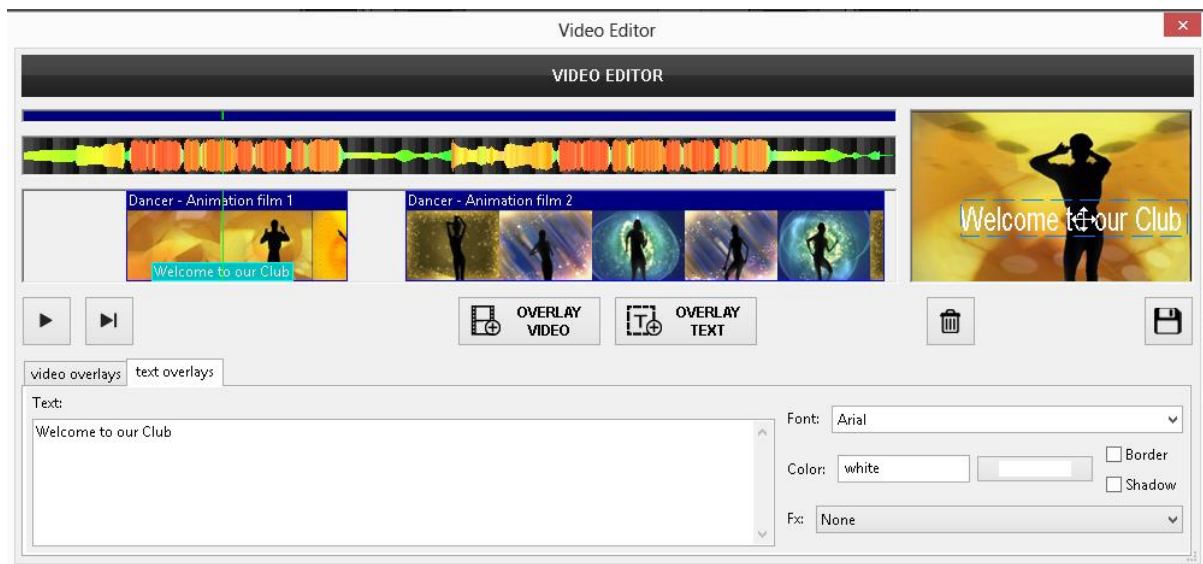 Video Editor
VIDEO EDITOR
Dancer - Animation film 1
Dancer - Animation film 2
Welcome to our Club
Welcome to our Club
OVERLAY
VIDEO
OVERLAY
TEXT
video overlays
text overlays
Text:
Welcome to our Club
Font:
Arial
Color:
white
Border
Shadow
Fx:
None